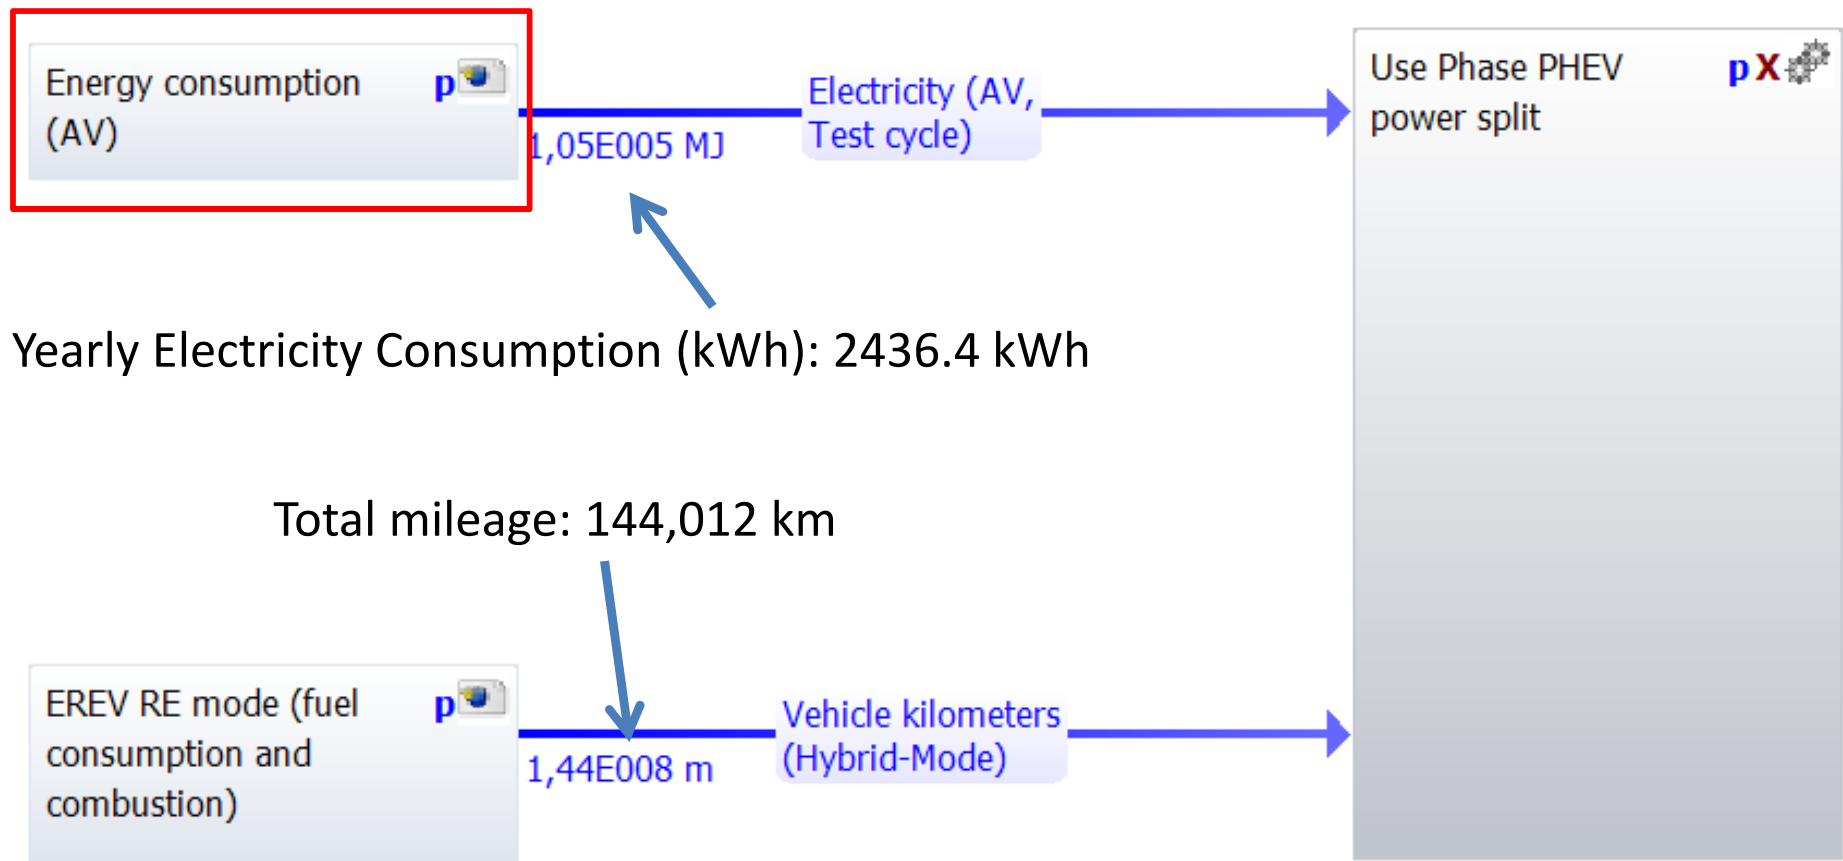 Energy consumption p
(AV)
1,05E005 MJ
Electricity (AV,
Test cycle)
Use Phase PHEV p X
power split
Yearly Electricity Consumption (kWh): 2436.4 kWh
Total mileage: 144,012 km
EREV RE mode (fuel p
consumption and
combustion)
1,44E008 m
Vehicle kilometers
(Hybrid-Mode)